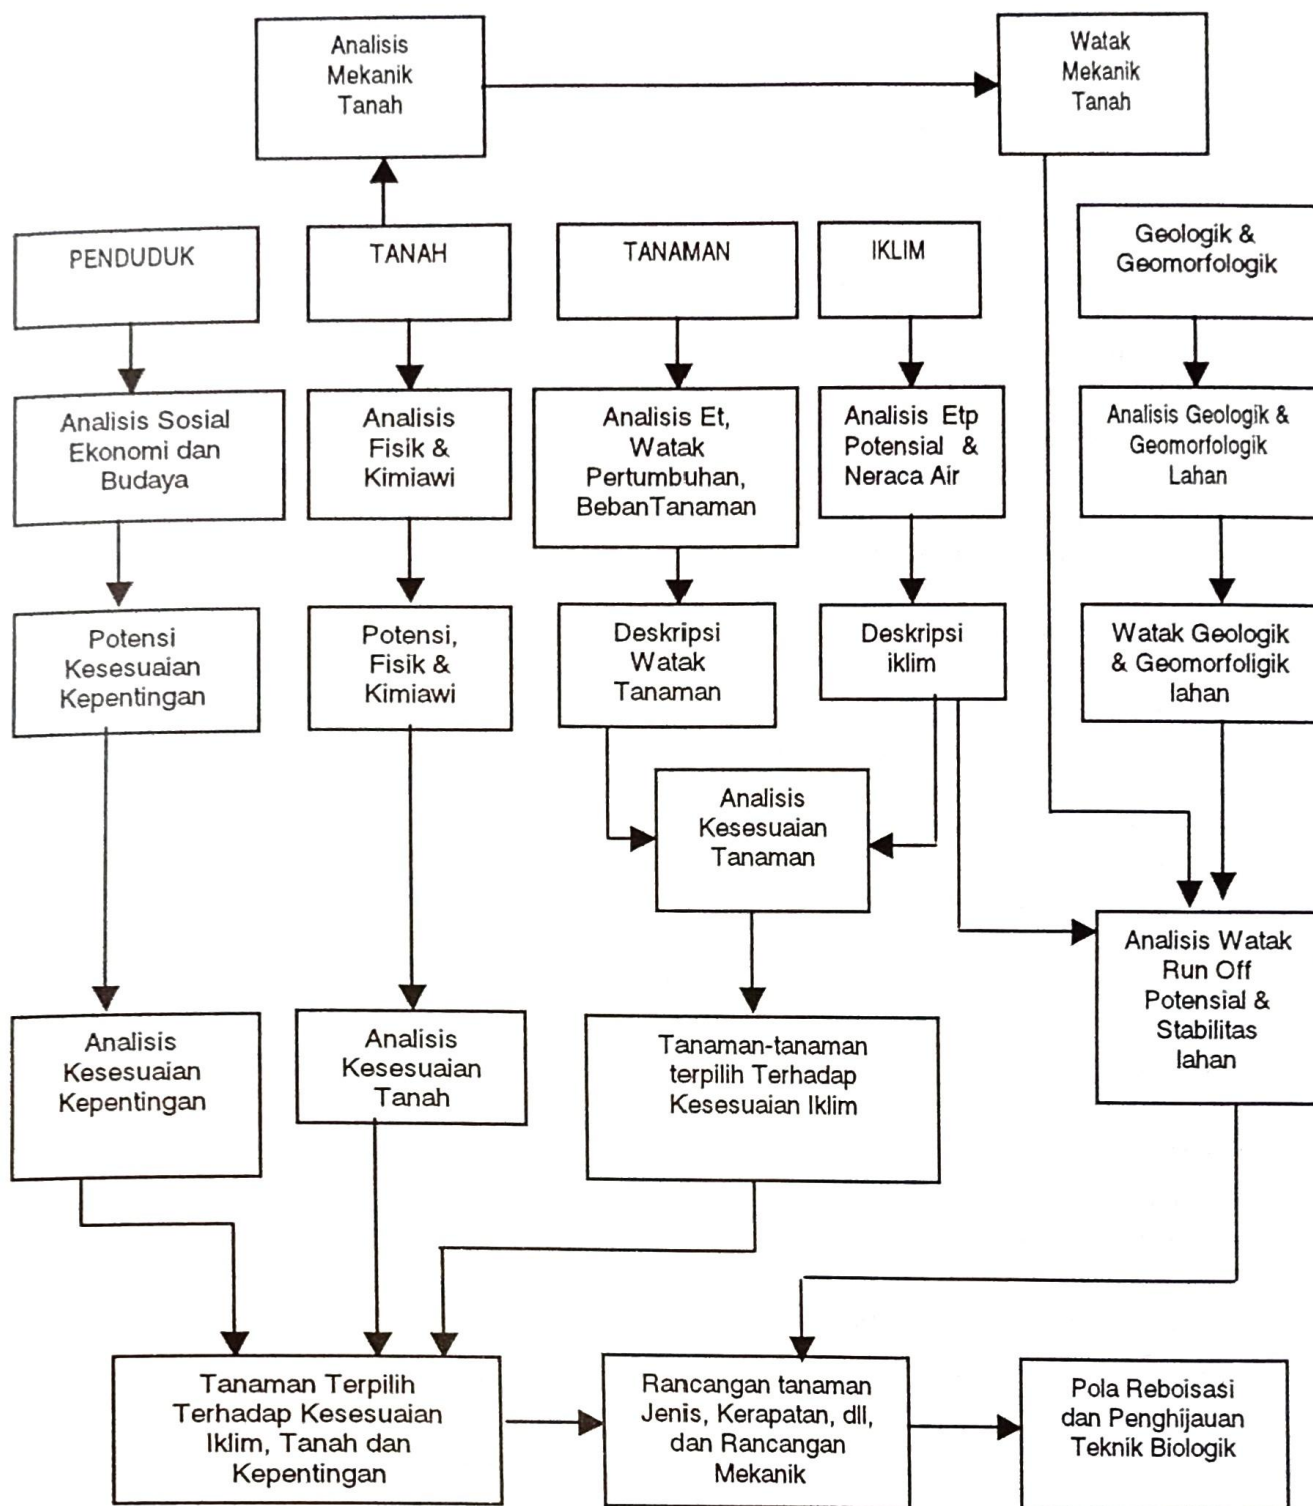 Analisis
Mekanik
Tanah
Watak
Mekanik
Tanah
PENDUDUK
TANAH
TANAMAN
IKLIM
Geologik &
Geomorfologik
Analisis Sosial
Ekonomi dan
Budaya
Analisis
Fisik &
Kimiawi
Analisis Et,
Watak
Pertumbuhan,
BebanTanaman
Analisis Etp
Potensial &
Neraca Air
Analisis Geologik &
Geomorfologik
Lahan
Potensi
Kesesuaian
Kepentingan
Potensi,
Fisik &
Kimiawi
Deskripsi
Watak
Tanaman
Deskripsi
iklim
Watak Geologik
& Geomorfoligik
lahan
Analisis
Kesesuaian
Tanaman
Analisis Watak
Run Off
Potensial &
Stabilitas
lahan
Analisis
Kesesuaian
Kepentingan
Analisis
Kesesuaian
Tanah
Tanaman-tanaman
terpilih Terhadap
Kesesuaian Iklim
Tanaman Terpilih
Terhadap Kesesuaian
Iklim, Tanah dan
Kepentingan
Rancangan tanaman
Jenis, Kerapatan, dll,
dan Rancangan
Mekanik
Pola Reboisasi
dan Penghijauan
Teknik Biologik